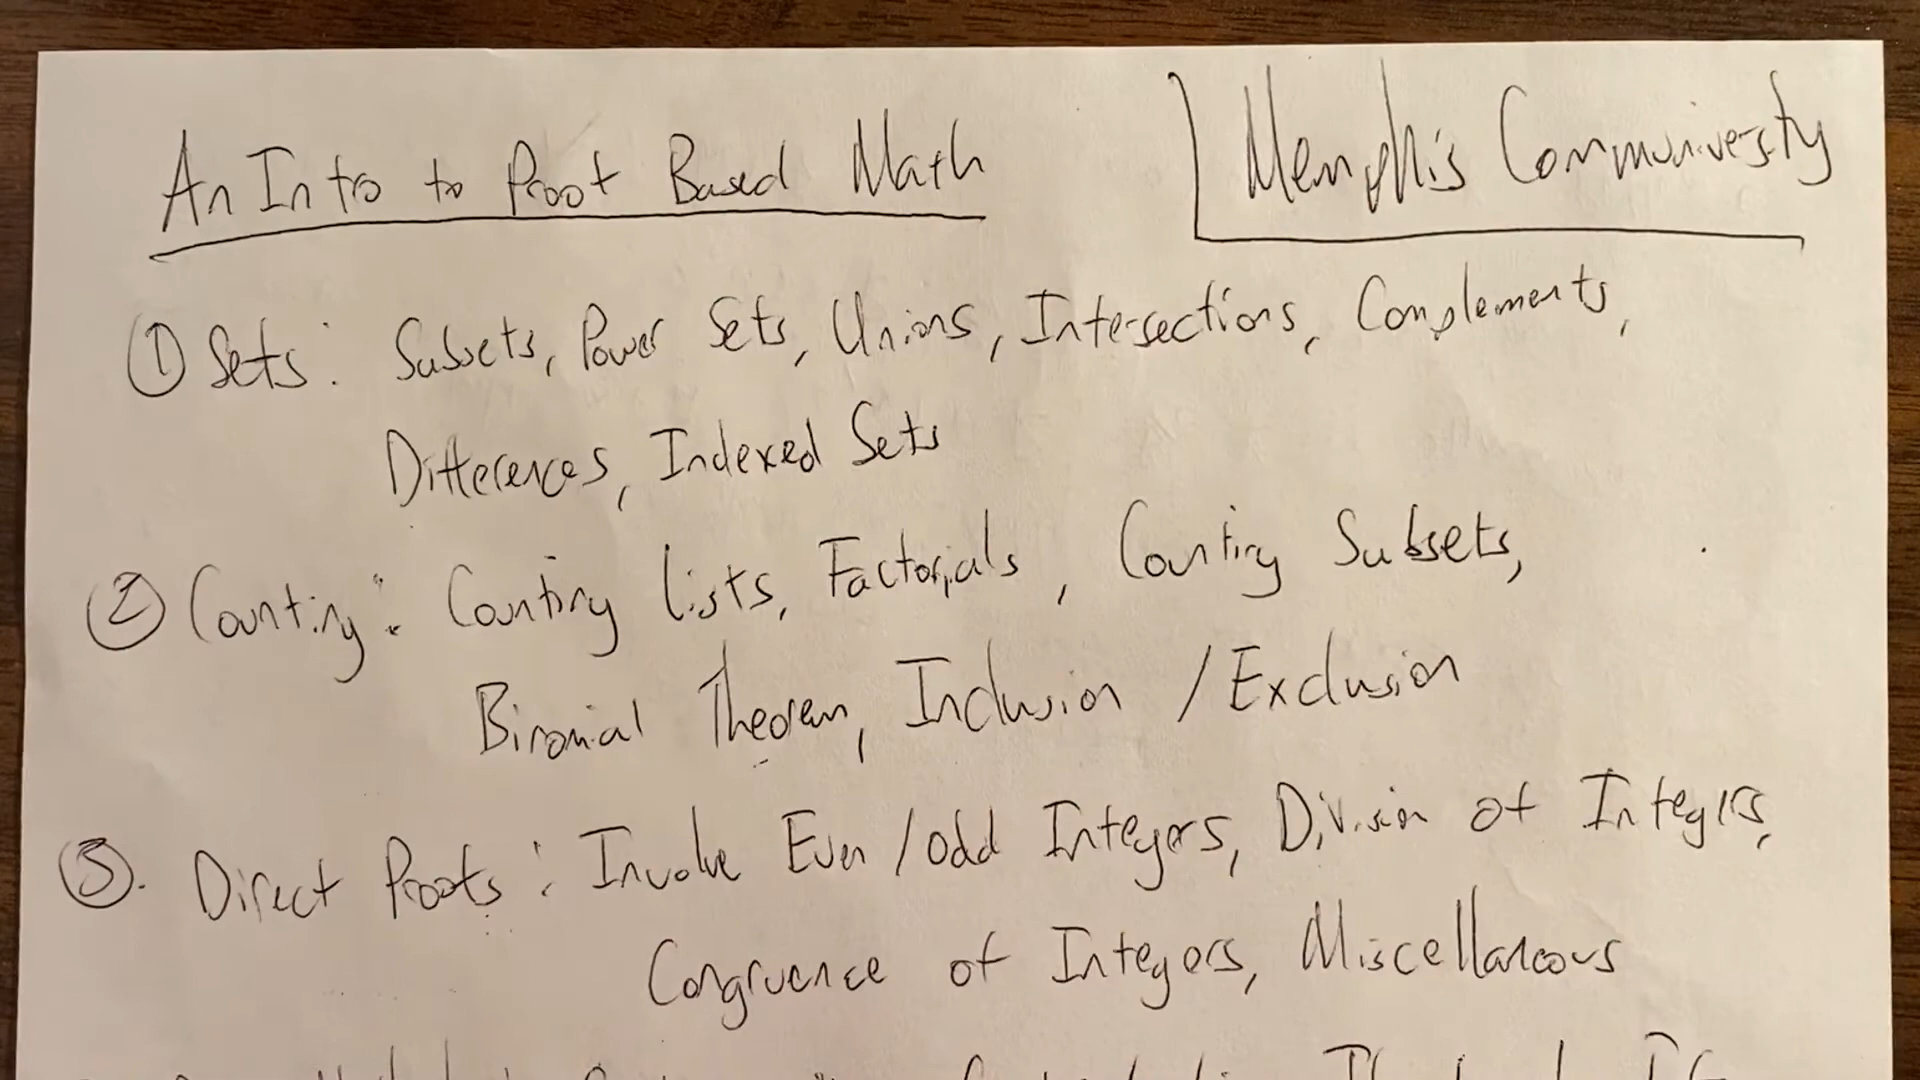 An Intro to Proof Based Math
Memphis Communiversity
① Sets: Subsets, Power Sets, Unions, Intersections, Complements,
Differences, Indexed Sets
② Counting: Counting Lists, Factorials, Counting Subsets,
Binomial Theorem, Inclusion / Exclusion
③. Direct Proofs: Involve Even/odd Integers, Division of Integers,
Congruence of Integers, Miscellaneous